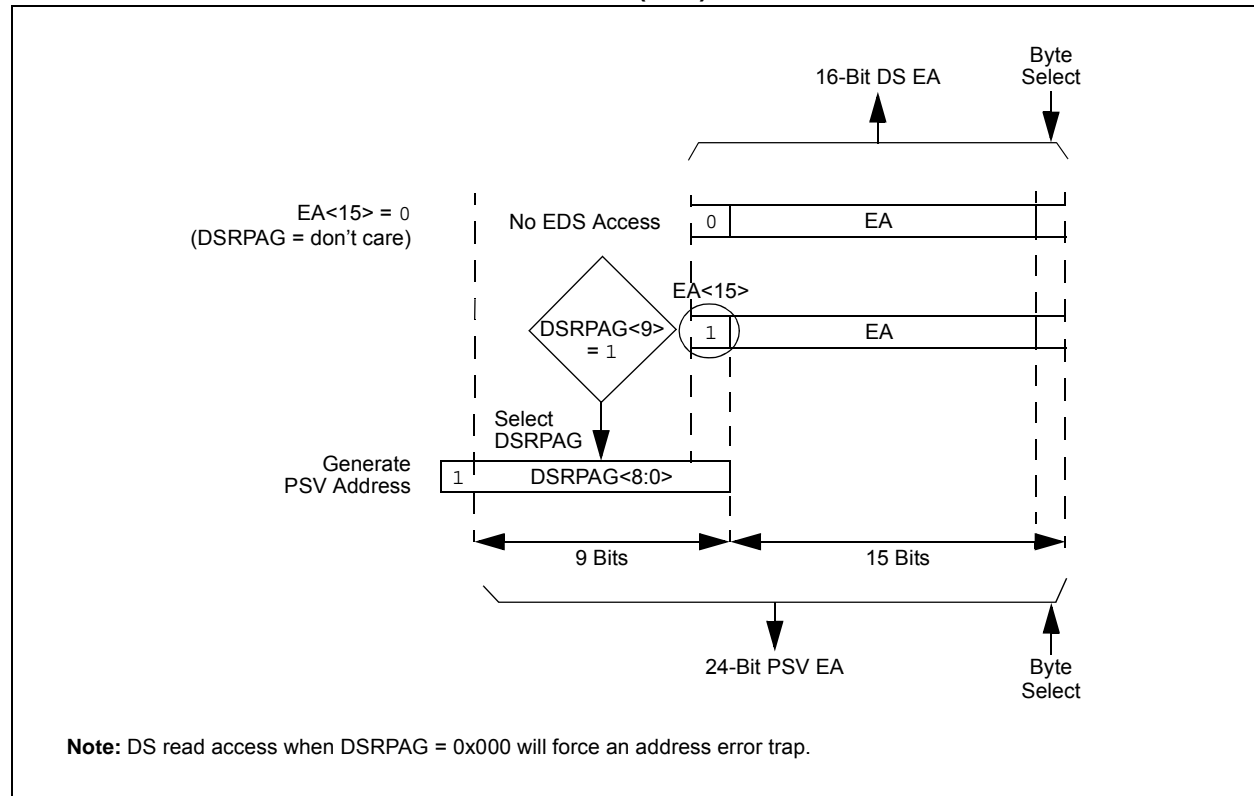 16-Bit DS EA
Byte
Select
EA<15> = 0
(DSRPAG = don't care)
No EDS Access
0
EA
EA<15>
DSRPAG<9>
= 1
1
EA
Select
DSRPAG
Generate
PSV Address
1
DSRPAG<8:0>
9 Bits
15 Bits
24-Bit PSV EA
Byte
Select
Note: DS read access when DSRPAG = 0x000 will force an address error trap.